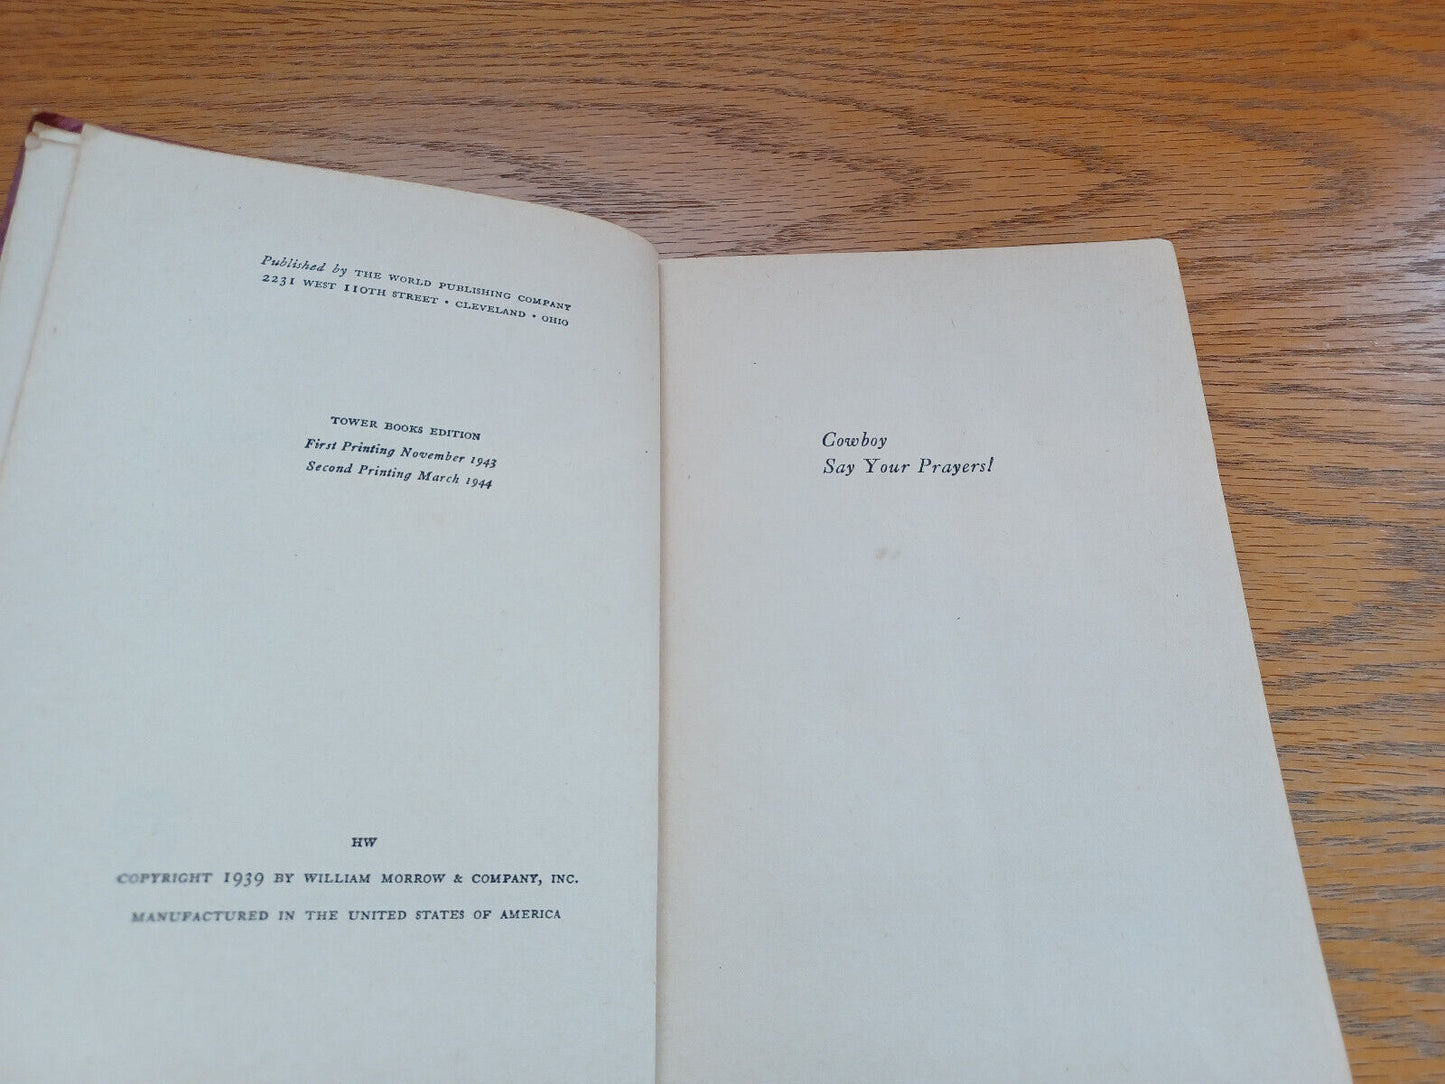 Published by THE WORLD PUBLISHING COMPANY
2231 WEST 110TH STREET • CLEVELAND • OHIO
TOWER BOOKS EDITION
First Printing November 1943
Second Printing March 1944
HW
COPYRIGHT 1939 BY WILLIAM MORROW & COMPANY, INC.
MANUFACTURED IN THE UNITED STATES OF AMERICA
Cowboy
Say Your Prayers!